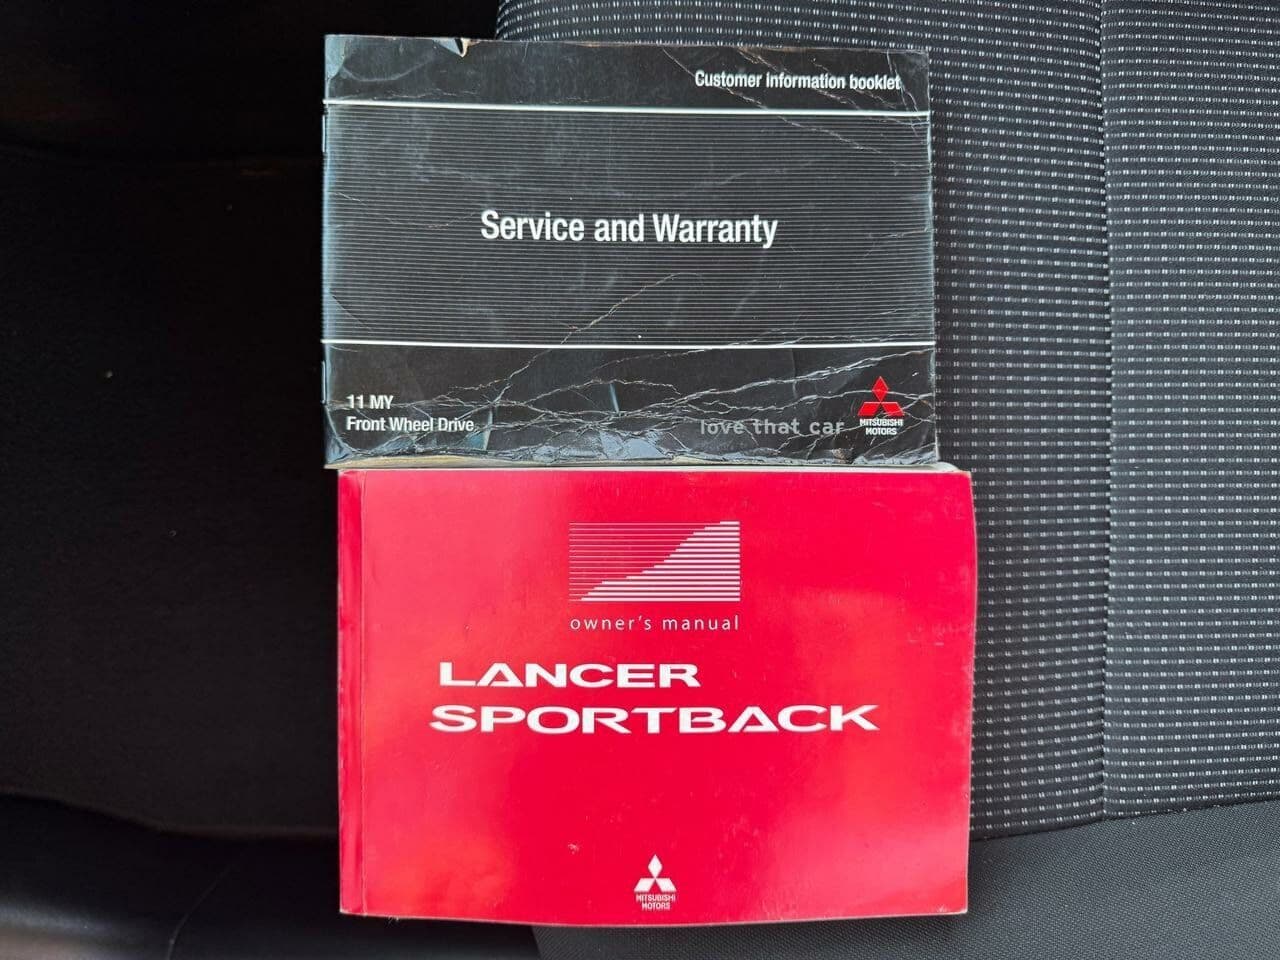 Customer information booklet
Service and Warranty
11 MY
Front Wheel Drive
love that car
MITSUBISHI
MOTORS
owner's manual
LANCER
SPORTBACK
MITSUBISHI
MOTORS